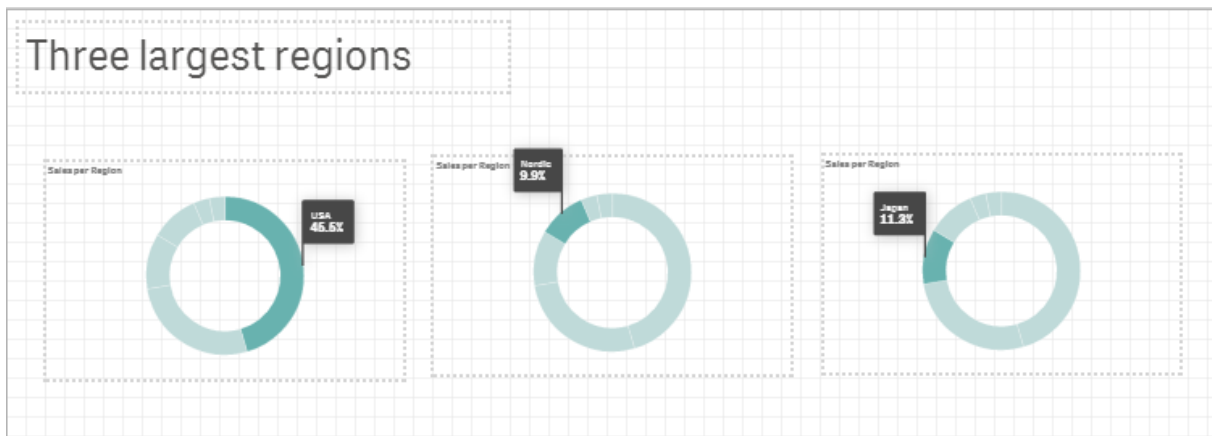 Three largest regions
Sales per Region
USA
45.5%
Sales per Region
Nordic
9.9%
Sales per Region
Japan
11.3%